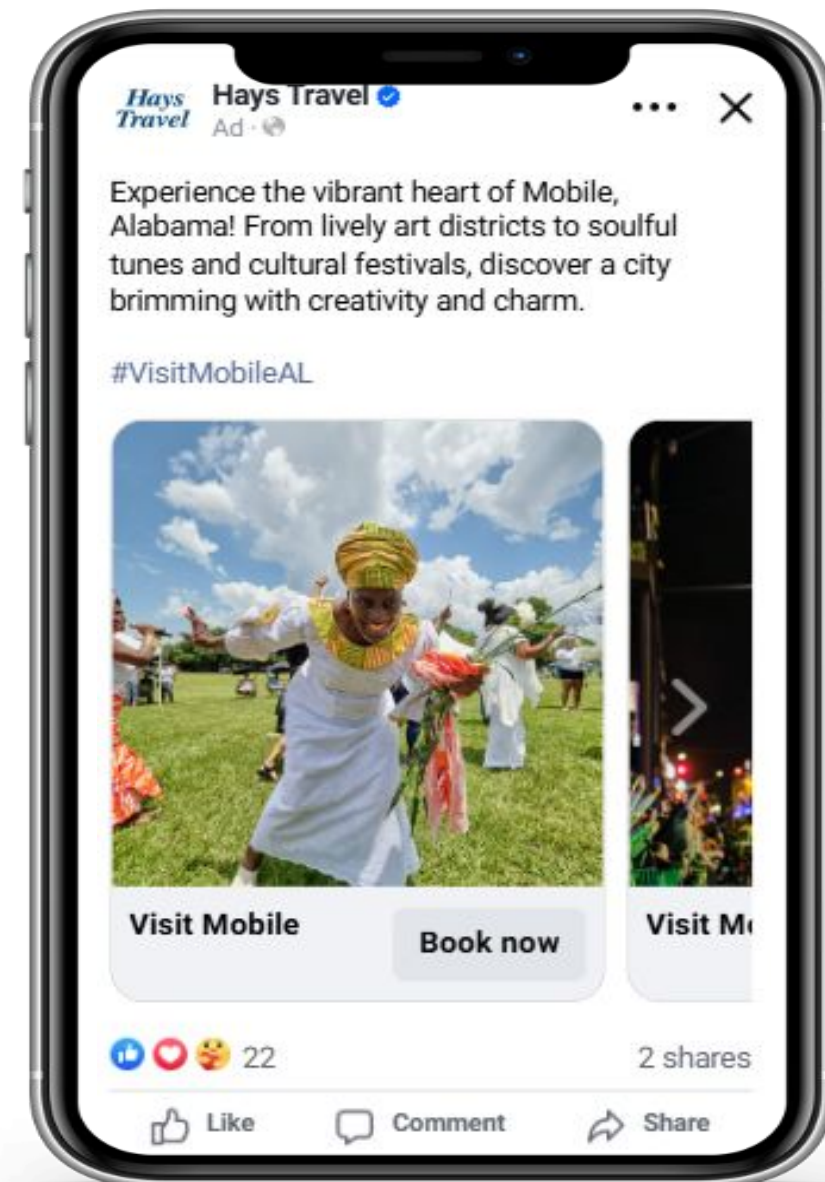 Hays
Travel
Hays Travel
Ad
Experience the vibrant heart of Mobile,
Alabama! From lively art districts to soulful
tunes and cultural festivals, discover a city
brimming with creativity and charm.
#VisitMobileAL
Visit Mobile
Book now
Visit
22
2 shares
Like
Comment
Share